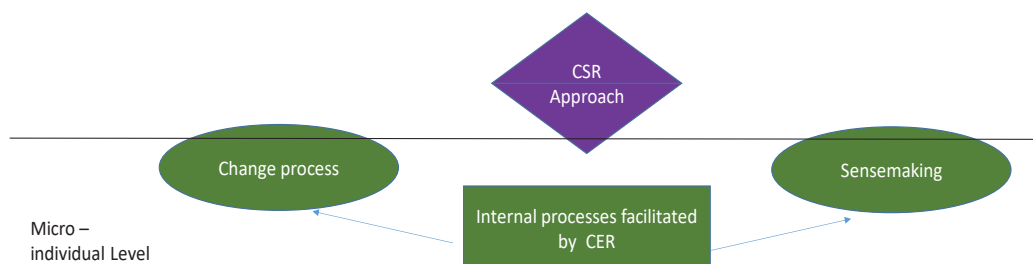 CSR
Approach
Change process
Sensemaking
Internal processes facilitated
by CER
Micro –
individual Level